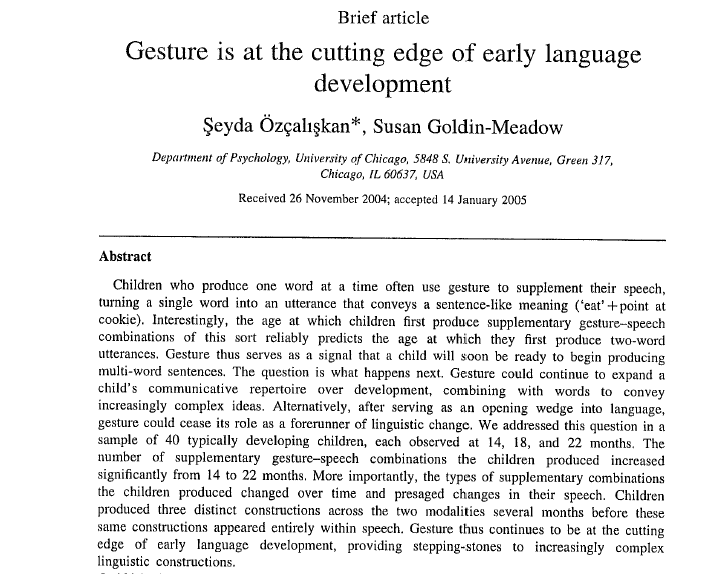 Brief article
Gesture is at the cutting edge of early language
development
Şeyda Özçalışkan*, Susan Goldin-Meadow
Department of Psychology, University of Chicago, 5848 S. University Avenue, Green 317,
Chicago, IL 60637, USA
Received 26 November 2004; accepted 14 January 2005
Abstract
Children who produce one word at a time often use gesture to supplement their speech,
turning a single word into an utterance that conveys a sentence-like meaning (‘eat’+point at
cookie). Interestingly, the age at which children first produce supplementary gesture–speech
combinations of this sort reliably predicts the age at which they first produce two-word
utterances. Gesture thus serves as a signal that a child will soon be ready to begin producing
multi-word sentences. The question is what happens next. Gesture could continue to expand a
child's communicative repertoire over development, combining with words to convey
increasingly complex ideas. Alternatively, after serving as an opening wedge into language,
gesture could cease its role as a forerunner of linguistic change. We addressed this question in a
sample of 40 typically developing children, each observed at 14, 18, and 22 months. The
number of supplementary gesture–speech combinations the children produced increased
significantly from 14 to 22 months. More importantly, the types of supplementary combinations
the children produced changed over time and presaged changes in their speech. Children
produced three distinct constructions across the two modalities several months before these
same constructions appeared entirely within speech. Gesture thus continues to be at the cutting
edge of early language development, providing stepping-stones to increasingly complex
linguistic constructions.